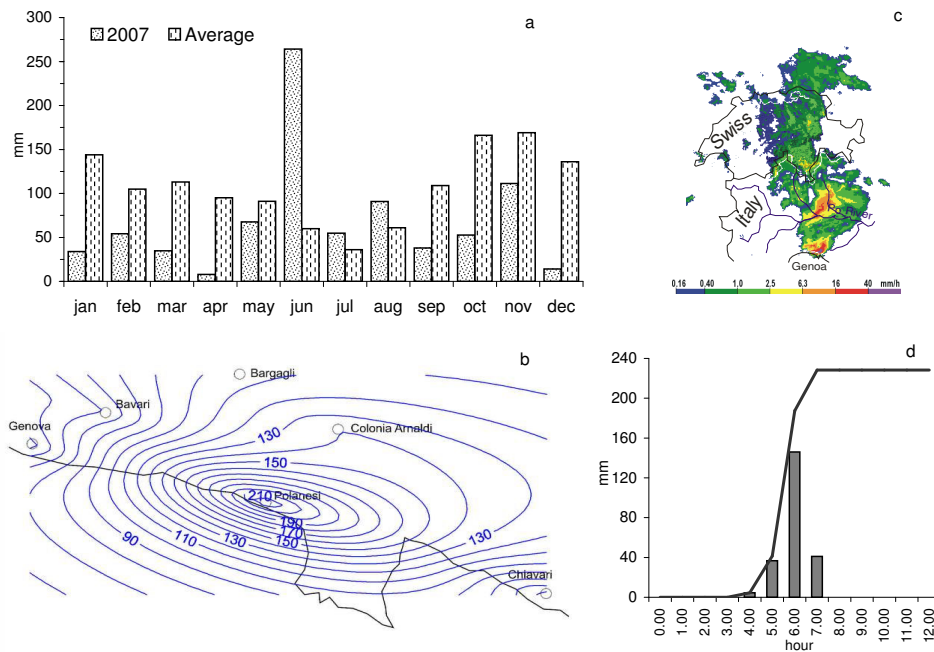 a
300
250
200
150
100
50
0
mm
2007 Average
jan feb mar apr may jun jul aug sep oct nov dec
b
Bargagli
Bavari
Genova
Colonia Arnaldi
130
150
210
Polanesi
190
170
150
130
110
90
130
Chiavari
c
Swiss
Italy
Po River
Genoa
0,16 0,40 1,0 2,5 6,3 16 40 mm/h
d
240
200
160
120
80
40
0
mm
0.00 1.00 2.00 3.00 4.00 5.00 6.00 7.00 8.00 9.00 10.00 11.00 12.00
hour